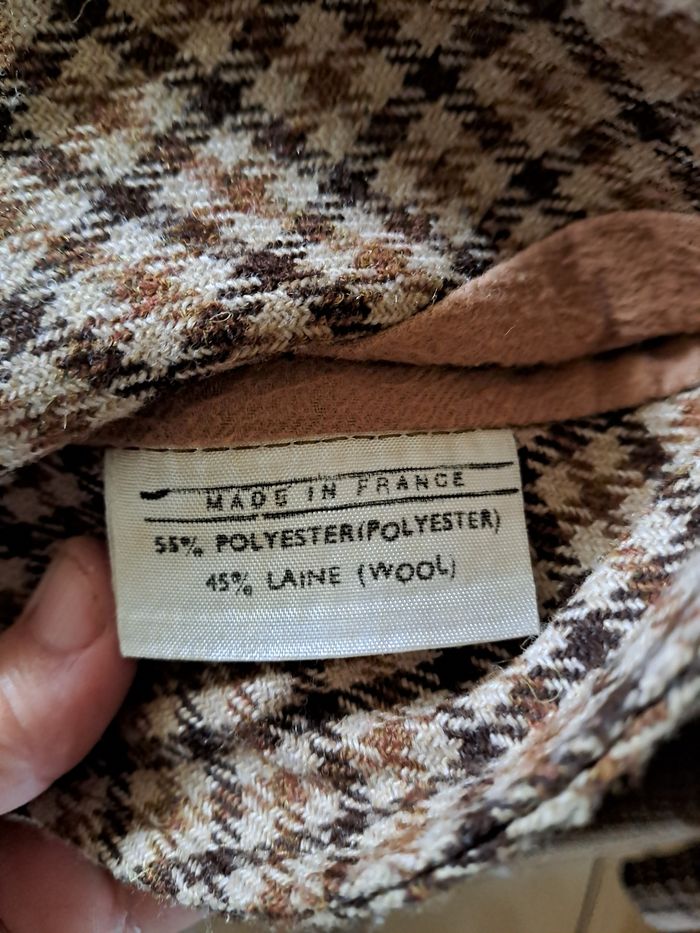 MADE IN FRANCE
55% POLYESTER(POLYESTER)
45% LAINE (WOOL)